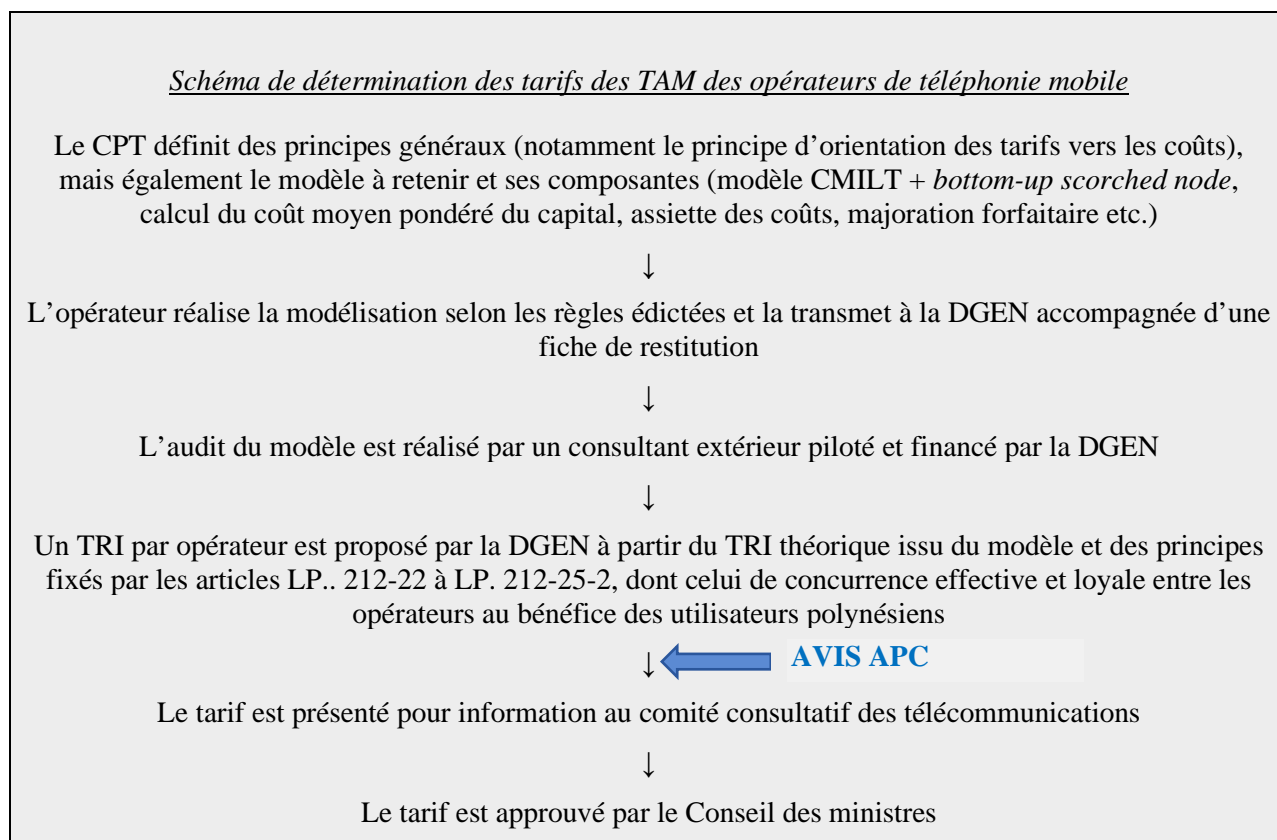 Schéma de détermination des tarifs des TAM des opérateurs de téléphonie mobile
Le CPT définit des principes généraux (notamment le principe d'orientation des tarifs vers les coûts),
mais également le modèle à retenir et ses composantes (modèle CMILT + bottom-up scorched node,
calcul du coût moyen pondéré du capital, assiette des coûts, majoration forfaitaire etc.)
↓
L'opérateur réalise la modélisation selon les règles édictées et la transmet à la DGEN accompagnée d'une
fiche de restitution
↓
L'audit du modèle est réalisé par un consultant extérieur piloté et financé par la DGEN
↓
Un TRI par opérateur est proposé par la DGEN à partir du TRI théorique issu du modèle et des principes
fixés par les articles LP.. 212-22 à LP. 212-25-2, dont celui de concurrence effective et loyale entre les
opérateurs au bénéfice des utilisateurs polynésiens
↓ AVIS APC
Le tarif est présenté pour information au comité consultatif des télécommunications
↓
Le tarif est approuvé par le Conseil des ministres